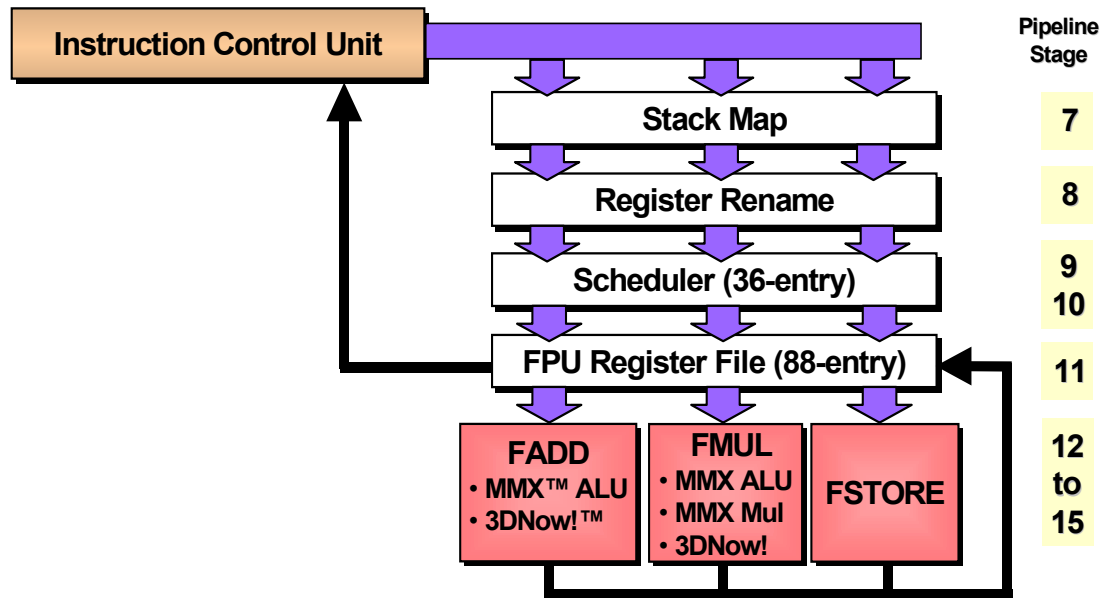 Instruction Control Unit
Pipeline
Stage
Stack Map
7
Register Rename
8
Scheduler (36-entry)
9
10
FPU Register File (88-entry)
11
FADD
• MMX™ ALU
• 3DNow!™
FMUL
• MMX ALU
• MMX Mul
• 3DNow!
FSTORE
12
to
15